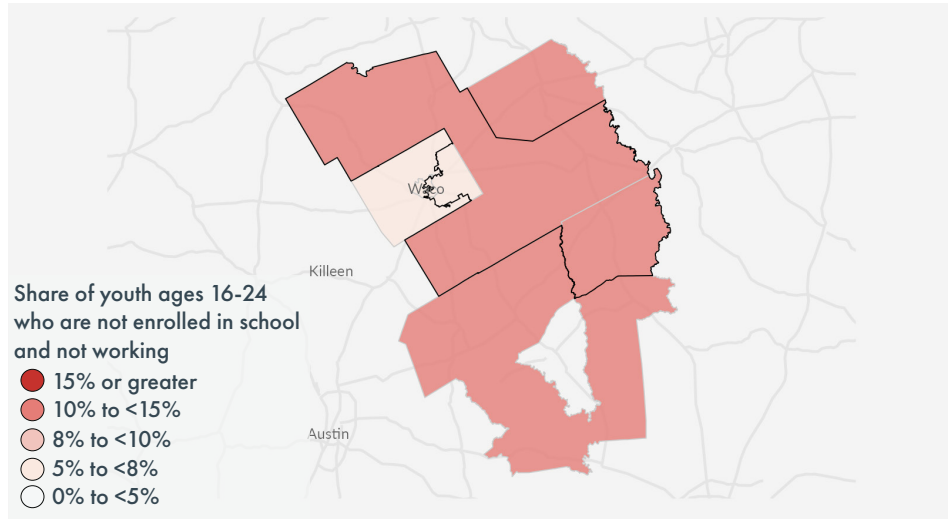 Waco
Killeen
Share of youth ages 16-24
who are not enrolled in school
and not working
15% or greater
10% to <15%
8% to <10%
5% to <8%
0% to <5%
Austin